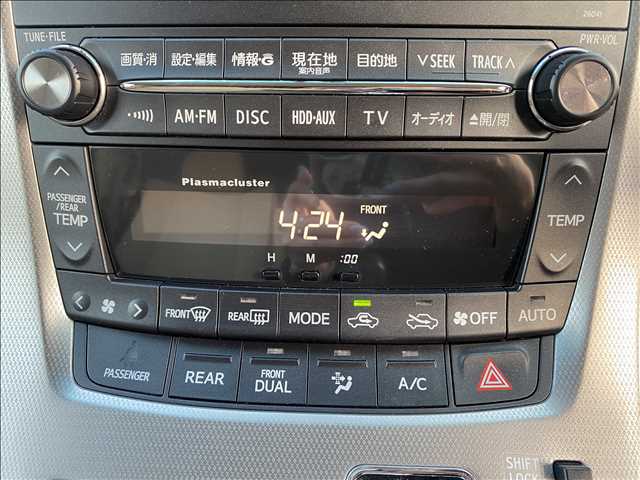 26041
TUNE·FILE
PWR·VOL
画質·消
設定·編集
情報·G
現在地
案内音声
目的地
∨ SEEK
TRACK ∧
AM·FM
DISC
HDD·AUX
TV
オーディオ
▲開/閉
Plasmacluster
PASSENGER
/REAR
TEMP
4:24
FRONT
TEMP
H
M
:00
FRONT
REAR
MODE
OFF
AUTO
PASSENGER
REAR
FRONT
DUAL
A/C
SHIFT
LOCK